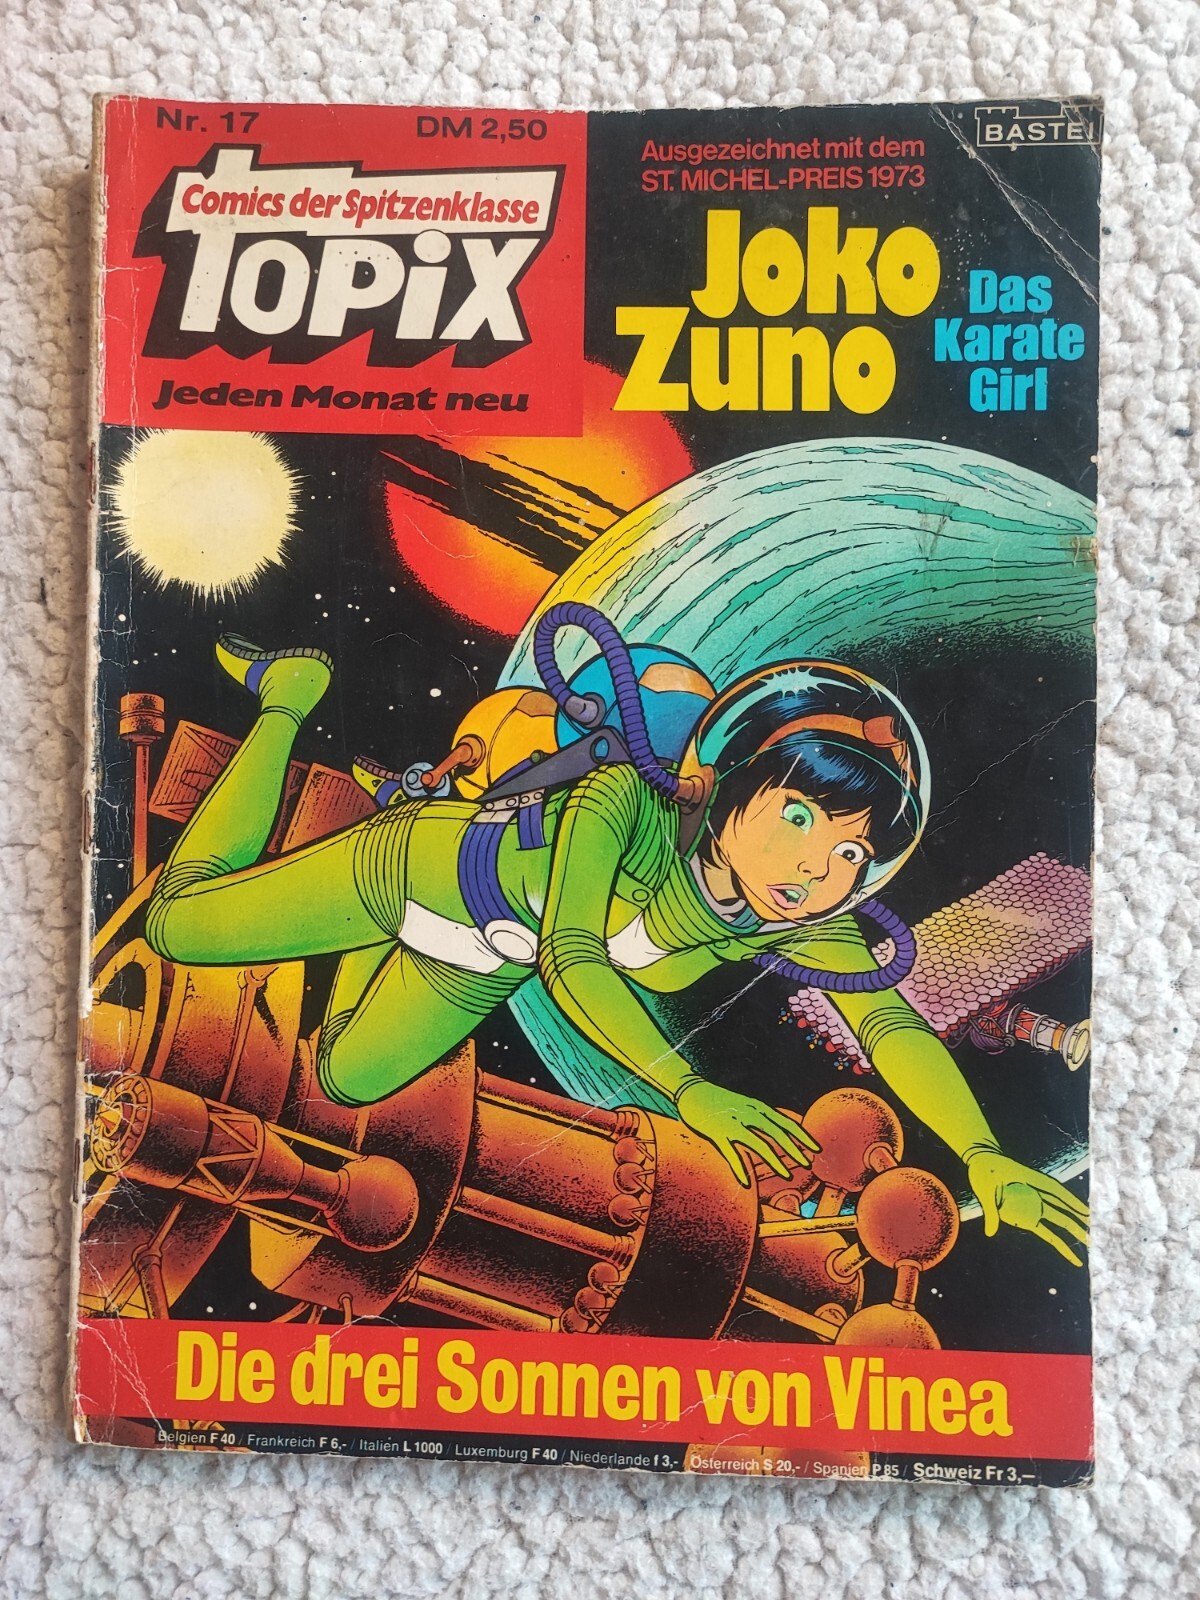 Nr. 17
DM 2,50
Comics der Spitzenklasse
TOPiX
Jeden Monat neu
BASTEI
Ausgezeichnet mit dem
ST. MICHEL-PREIS 1973
Joko
Zuno
Das
Karate
Girl
Die drei Sonnen von Vinea
Belgien F 40 / Frankreich F 6,- / Italien L 1000 / Luxemburg F 40 / Niederlande f 3,- / Österreich S 20,- / Spanien P 85 / Schweiz Fr 3,—